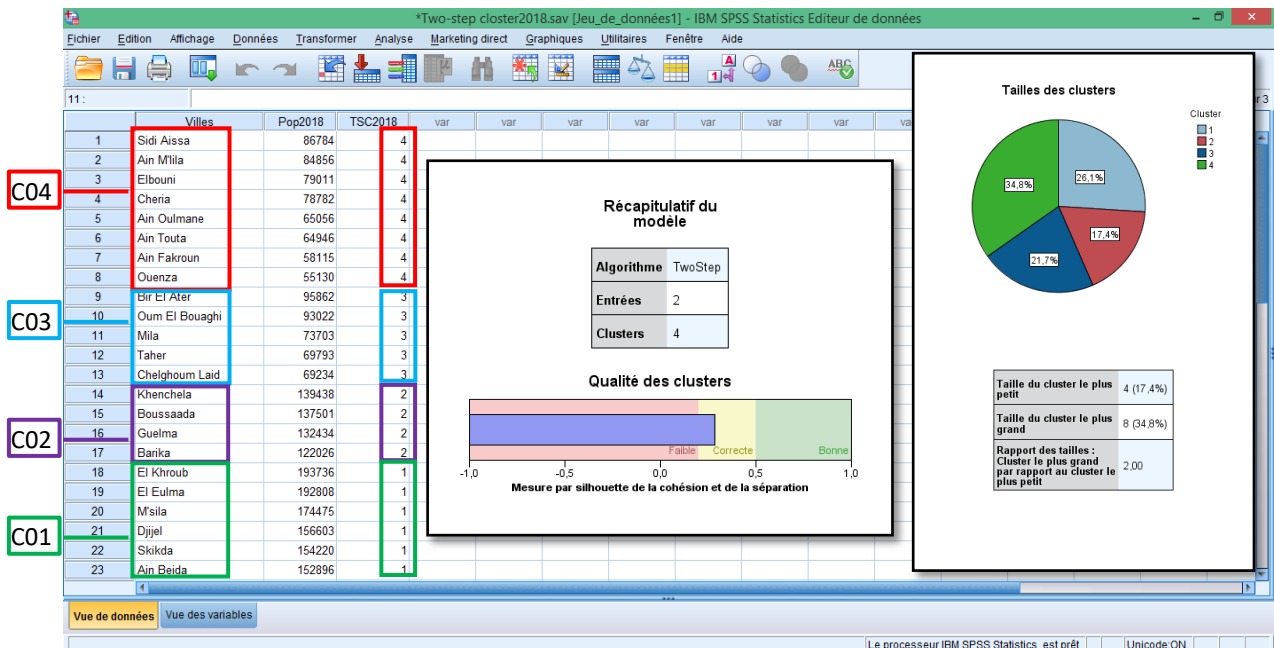 *Two-step closter2018.sav [Jeu_de_données1] - IBM SPSS Statistics Editeur de données
Fichier Edition Affichage Données Transformer Analyse Marketing direct Graphiques Utilitaires Fenêtre Aide
11 :
Villes Pop2018 TSC2018 var var var var var var var
1 Sidi Aissa 86784 4
2 Ain M'lila 84856 4
3 Elbouni 79011 4
4 Cheria 78782 4
5 Ain Oulmane 65056 4
6 Ain Touta 64946 4
7 Ain Fakroun 58115 4
8 Ouenza 55130 4
9 Bir El Ater 95862 3
10 Oum El Bouaghi 93022 3
11 Mila 73703 3
12 Taher 69793 3
13 Chelghoum Laid 69234 3
14 Khenchela 139438 2
15 Boussaada 137501 2
16 Guelma 132434 2
17 Barika 122026 2
18 El Khroub 193736 1
19 El Eulma 192808 1
20 M'sila 174475 1
21 Djijel 156603 1
22 Skikda 154220 1
23 Ain Beida 152896 1
C04
C03
C02
C01
Récapitulatif du
modèle
Algorithme TwoStep
Entrées 2
Clusters 4
Qualité des clusters
Faible Correcte Bonne
-1,0 -0,5 0,0 0,5 1,0
Mesure par silhouette de la cohésion et de la séparation
Tailles des clusters
Cluster
1
2
3
4
34,8%
26,1%
17,4%
21,7%
Taille du cluster le plus
petit
4 (17,4%)
Taille du cluster le plus
grand
8 (34,8%)
Rapport des tailles :
Cluster le plus grand
par rapport au cluster le
plus petit
2,00
Vue de données Vue des variables
Le processeur IBM SPSS Statistics est prêt Unicode:ON